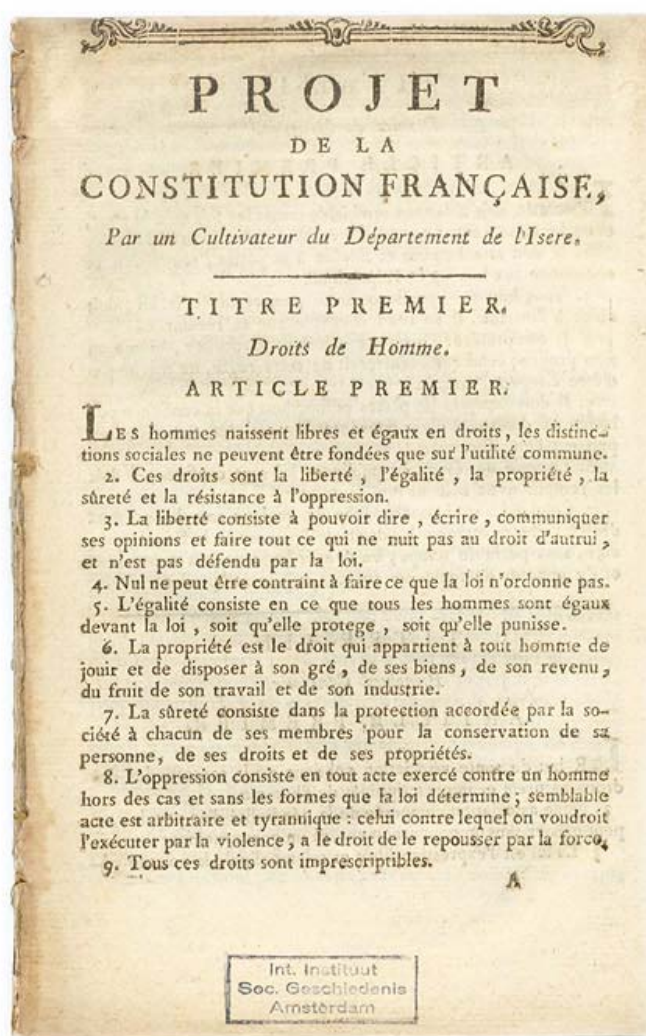 PROJET
DE LA
CONSTITUTION FRANÇAISE,
Par un Cultivateur du Département de l'Isere.
TITRE PREMIER.
Droits de Homme.
ARTICLE PREMIER.
LES hommes naissent libres et égaux en droits, les distinc-
tions sociales ne peuvent être fondées que sur l'utilité commune.
2. Ces droits sont la liberté, l'égalité, la propriété, la
sûreté et la résistance à l'oppression.
3. La liberté consiste à pouvoir dire, écrire, communiquer
ses opinions et faire tout ce qui ne nuit pas au droit d'autrui,
et n'est pas défendu par la loi.
4. Nul ne peut être contraint à faire ce que la loi n'ordonne pas.
5. L'égalité consiste en ce que tous les hommes sont égaux
devant la loi, soit qu'elle protege, soit qu'elle punisse.
6. La propriété est le droit qui appartient à tout homme de
jouir et de disposer à son gré, de ses biens, de son revenu,
du fruit de son travail et de son industrie.
7. La sûreté consiste dans la protection accordée par la so-
ciété à chacun de ses membres pour la conservation de sa
personne, de ses droits et de ses propriétés.
8. L'oppression consiste en tout acte exercé contre un homme
hors des cas et sans les formes que la loi détermine; semblable
acte est arbitraire et tyrannique : celui contre lequel on voudroit
l'exécuter par la violence, a le droit de le repousser par la force.
9. Tous ces droits sont imprescriptibles.
A
Int. Instituut
Soc. Geschiedenis
Amsterdam